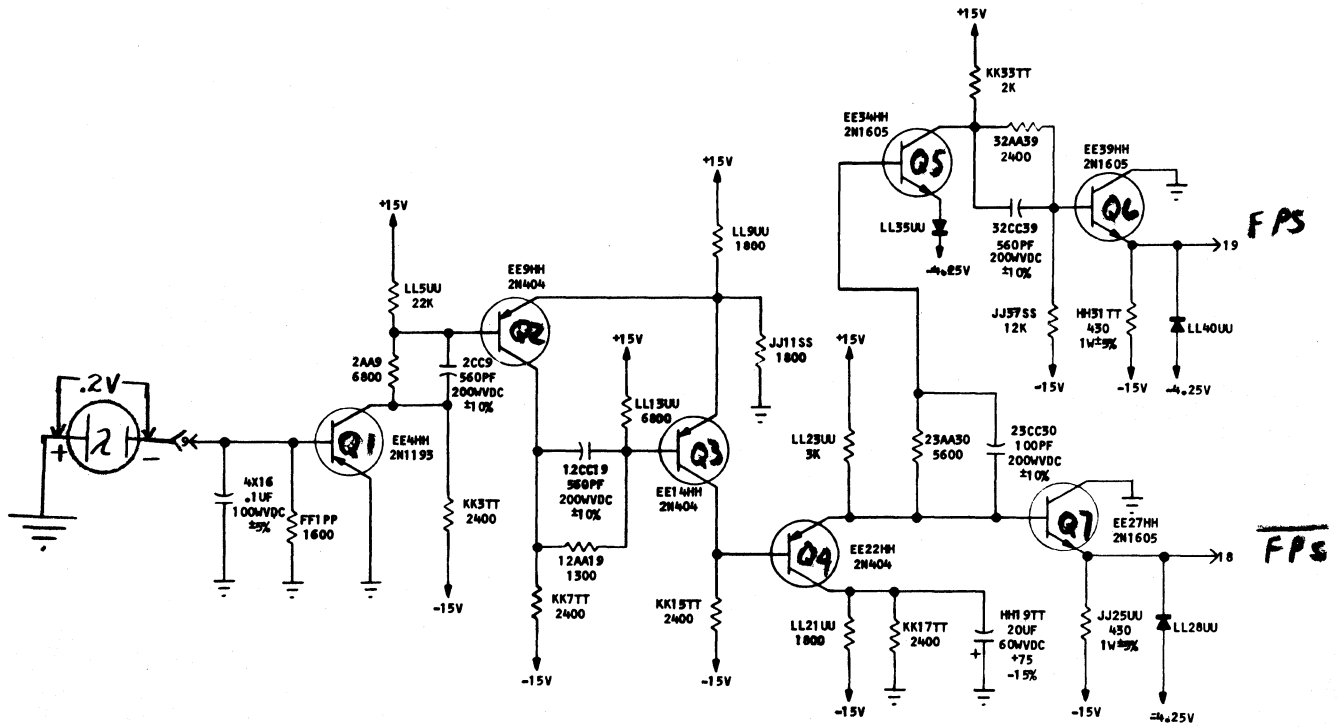 +15V
KK33TT
2K
EE34HH
2N1605
Q5
32AA39
2400
EE39HH
2N1605
Q6
32CC39
560PF
200WVDC
±10%
LL35UU
-4.25V
19
FPS
JJ37SS
12K
-15V
HH31TT
430
1W±5%
-15V
LL40UU
-4.25V
+15V
LL9UU
1800
+15V
LL5UU
22K
EE9HH
2N404
Q2
2AA9
6800
2CC9
560PF
200WVDC
±10%
JJ11SS
1800
+15V
LL13UU
6800
.2V
λ
+
-
9
Q1
EE4HH
2N1193
4X16
.1UF
100WVDC
±5%
FF1PP
1600
KK3TT
2400
-15V
12CC19
560PF
200WVDC
±10%
Q3
EE14HH
2N404
12AA19
1300
KK7TT
2400
-15V
KK15TT
2400
-15V
+15V
LL23UU
3K
23AA30
5600
23CC30
100PF
200WVDC
±10%
Q4
EE22HH
2N404
Q7
EE27HH
2N1605
18
FPS
LL21UU
1800
-15V
KK17TT
2400
HH19TT
20UF
60WVDC
+75
-15%
+
JJ25UU
430
1W±5%
-15V
LL28UU
-4.25V